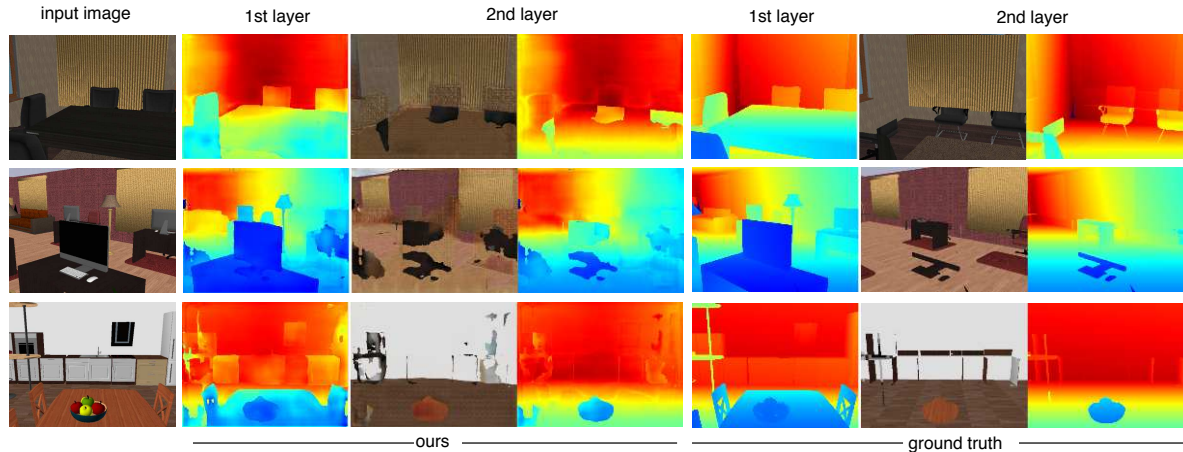 input image
1st layer
2nd layer
1st layer
2nd layer
ours
ground truth